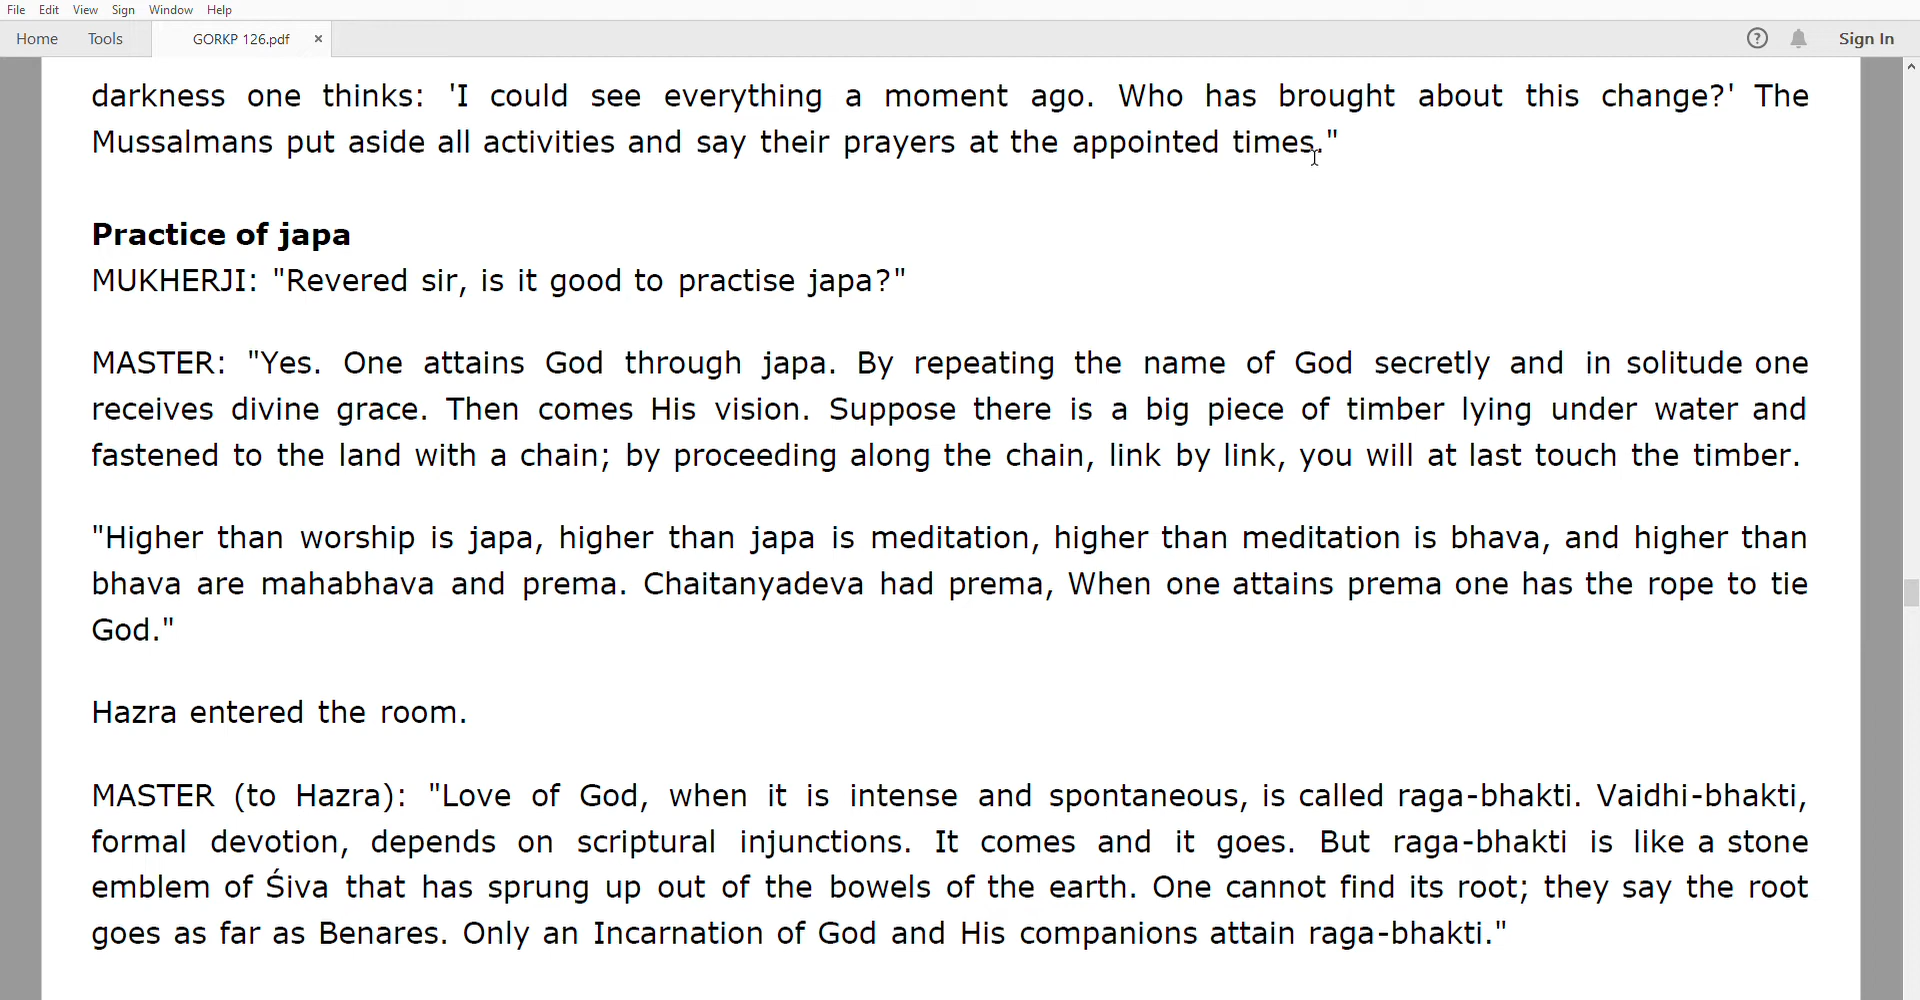 File Edit View Sign Window Help
Home Tools GORKP 126.pdf × ? Sign In
darkness one thinks: 'I could see everything a moment ago. Who has brought about this change?' The
Mussalmans put aside all activities and say their prayers at the appointed times."
Practice of japa
MUKHERJI: "Revered sir, is it good to practise japa?"
MASTER: "Yes. One attains God through japa. By repeating the name of God secretly and in solitude one
receives divine grace. Then comes His vision. Suppose there is a big piece of timber lying under water and
fastened to the land with a chain; by proceeding along the chain, link by link, you will at last touch the timber.
"Higher than worship is japa, higher than japa is meditation, higher than meditation is bhava, and higher than
bhava are mahabhava and prema. Chaitanyadeva had prema, When one attains prema one has the rope to tie
God."
Hazra entered the room.
MASTER (to Hazra): "Love of God, when it is intense and spontaneous, is called raga-bhakti. Vaidhi-bhakti,
formal devotion, depends on scriptural injunctions. It comes and it goes. But raga-bhakti is like a stone
emblem of Śiva that has sprung up out of the bowels of the earth. One cannot find its root; they say the root
goes as far as Benares. Only an Incarnation of God and His companions attain raga-bhakti."